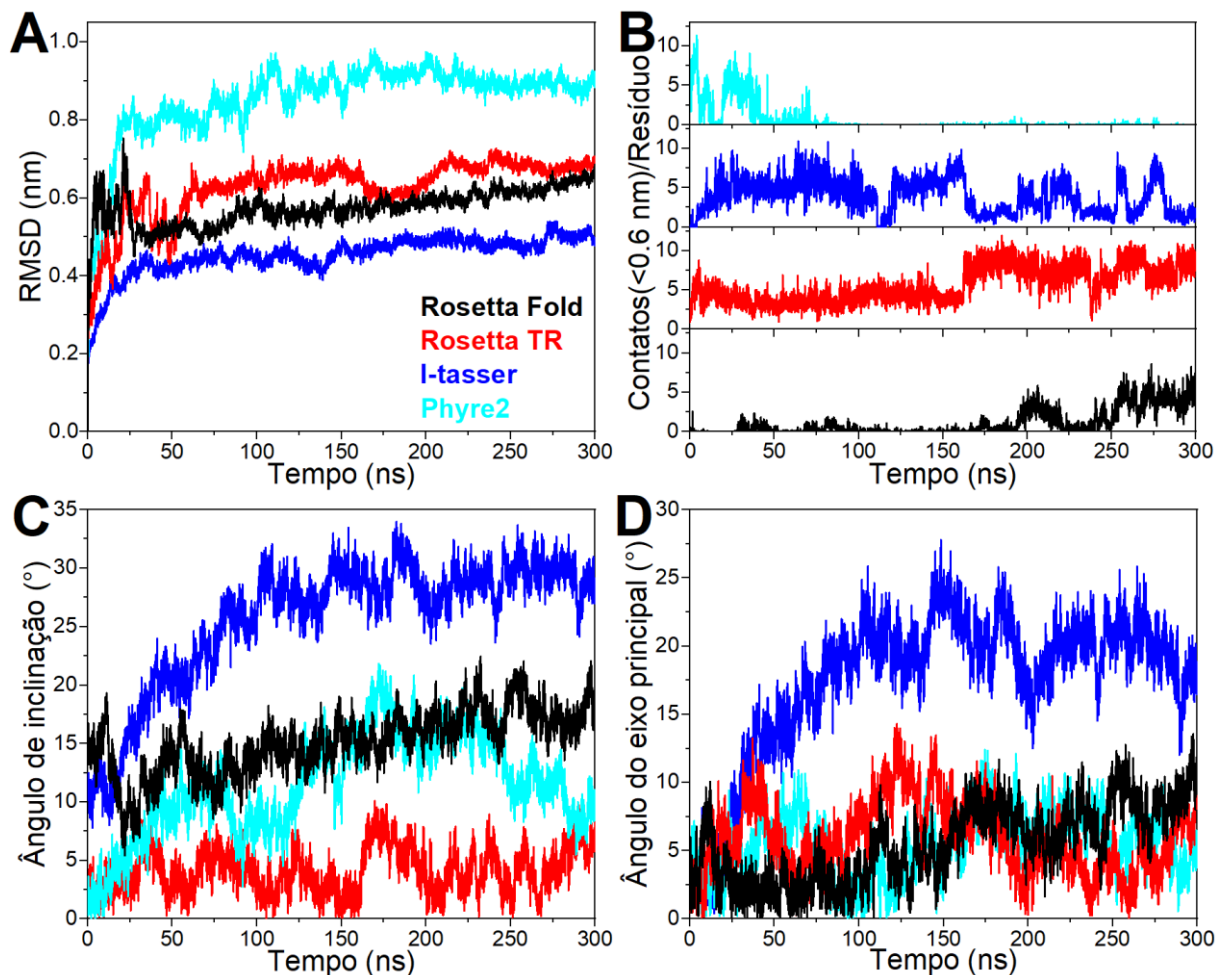 A
RMSD (nm)
1.0
0.8
0.6
0.4
0.2
0.0
Rosetta Fold
Rosetta TR
I-tasser
Phyre2
0 50 100 150 200 250 300
Tempo (ns)
B
Contatos(<0.6 nm)/Resíduo
10
5
0
10
5
0
10
5
0
10
5
0
0 50 100 150 200 250 300
Tempo (ns)
C
Ângulo de inclinação (°)
35
30
25
20
15
10
5
0
0 50 100 150 200 250 300
Tempo (ns)
D
Ângulo do eixo principal (°)
30
25
20
15
10
5
0
0 50 100 150 200 250 300
Tempo (ns)